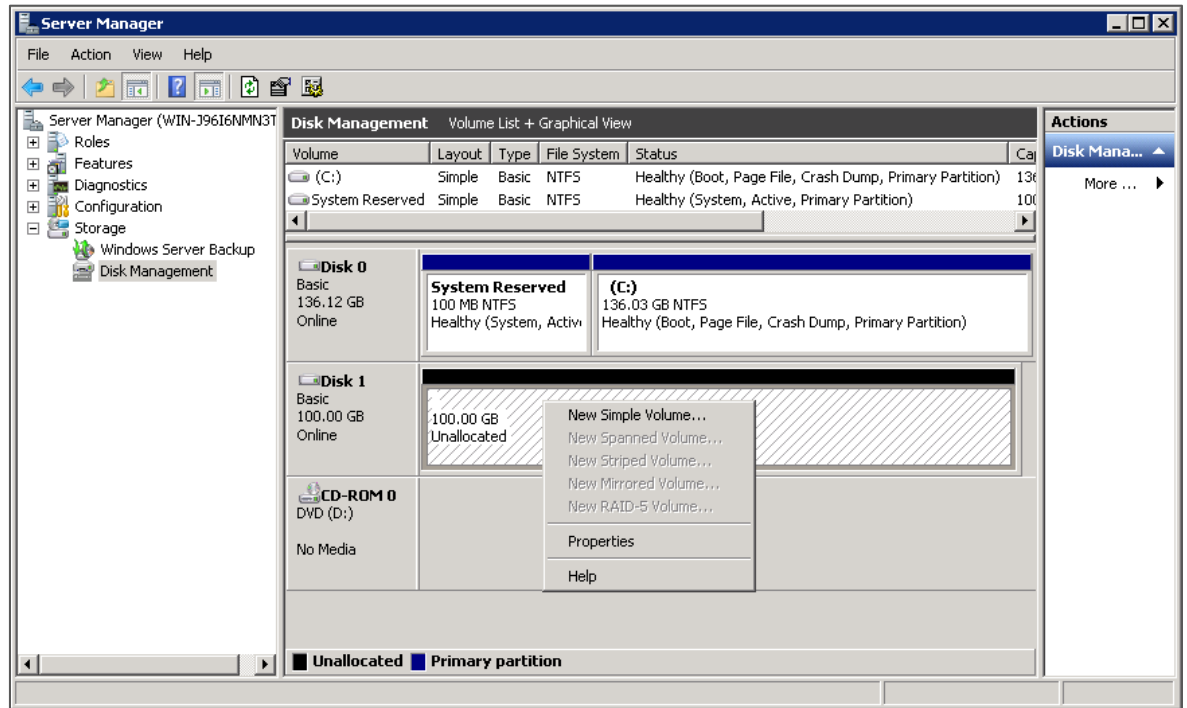 Server Manager
File Action View Help
Server Manager (WIN-J96I6NMN3T
Roles
Features
Diagnostics
Configuration
Storage
Windows Server Backup
Disk Management
Disk Management Volume List + Graphical View
Volume Layout Type File System Status Cap
(C:) Simple Basic NTFS Healthy (Boot, Page File, Crash Dump, Primary Partition) 136
System Reserved Simple Basic NTFS Healthy (System, Active, Primary Partition) 100
Disk 0
Basic
136.12 GB
Online
System Reserved
100 MB NTFS
Healthy (System, Activ
(C:)
136.03 GB NTFS
Healthy (Boot, Page File, Crash Dump, Primary Partition)
Disk 1
Basic
100.00 GB
Online
100.00 GB
Unallocated
New Simple Volume...
New Spanned Volume...
New Striped Volume...
New Mirrored Volume...
New RAID-5 Volume...
Properties
Help
CD-ROM 0
DVD (D:)
No Media
Unallocated Primary partition
Actions
Disk Mana...
More ...